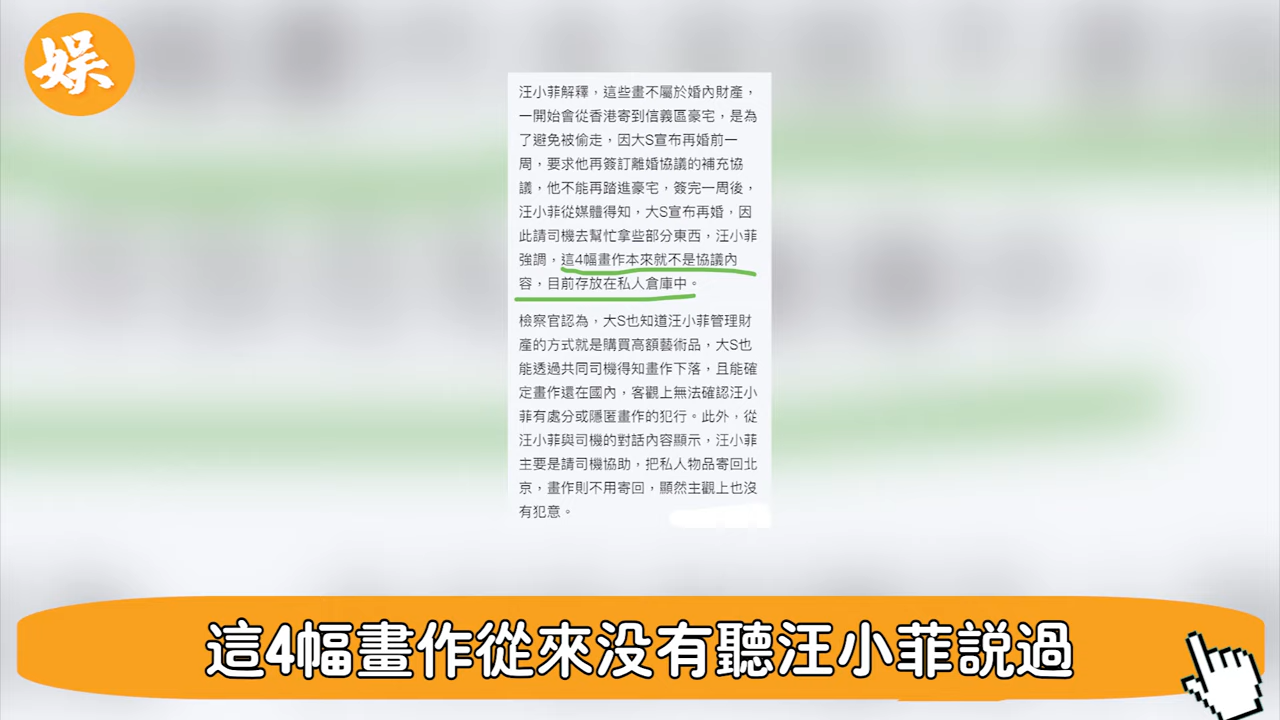 娱
汪小菲解釋，這些畫不屬於婚內財產，
一開始會從香港寄到信義區豪宅，是為
了避免被偷走，因大S宣布再婚前一
周，要求他再簽訂離婚協議的補充協
議，他不能再踏進豪宅，簽完一周後，
汪小菲從媒體得知，大S宣布再婚，因
此請司機去幫忙拿些部分東西，汪小菲
強調，這4幅畫作本來就不是協議內
容，目前存放在私人倉庫中。
檢察官認為，大S也知道汪小菲管理財
產的方式就是購買高額藝術品，大S也
能透過共同司機得知畫作下落，且能確
定畫作還在國內，客觀上無法確認汪小
菲有處分或隱匿畫作的犯行。此外，從
汪小菲與司機的對話內容顯示，汪小菲
主要是請司機協助，把私人物品寄回北
京，畫作則不用寄回，顯然主觀上也沒
有犯意。
這4幅畫作從來没有聽汪小菲説過